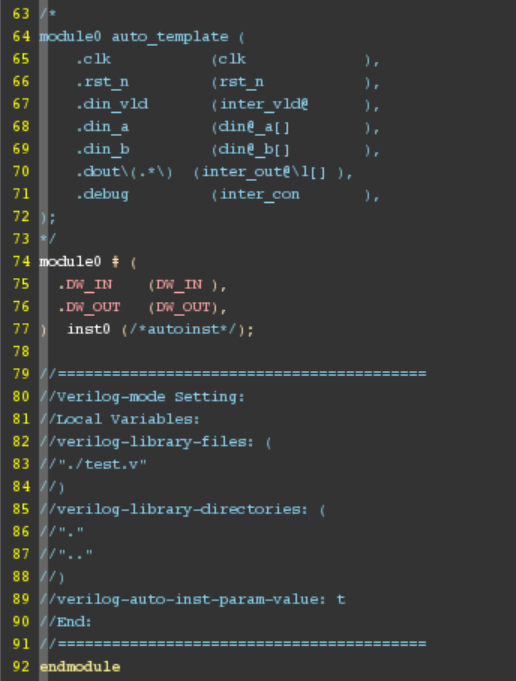 63 /*
64 module0 auto_template (
65     .clk           (clk             ),
66     .rst_n         (rst_n           ),
67     .din_vld       (inter_vld@      ),
68     .din_a         (din@_a[]        ),
69     .din_b         (din@_b[]        ),
70     .dout\(.*\)  (inter_out@\1[] ),
71     .debug         (inter_con       ),
72 );
73 */
74 module0 # (
75   .DW_IN    (DW_IN ),
76   .DW_OUT   (DW_OUT),
77 )  inst0 (/*autoinst*/);
78
79 //=========================================
80 //Verilog-mode Setting:
81 //Local Variables:
82 //verilog-library-files: (
83 //"./test.v"
84 //)
85 //verilog-library-directories: (
86 //"."
87 //".."
88 //)
89 //verilog-auto-inst-param-value: t
90 //End:
91 //=========================================
92 endmodule